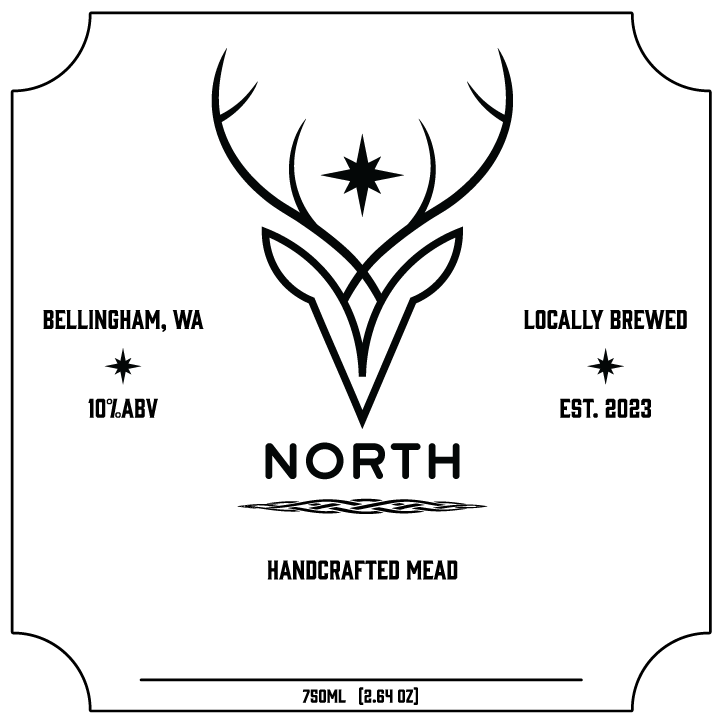 BELLINGHAM, WA
10% ABV
LOCALLY BREWED
EST. 2023
NORTH
HANDCRAFTED MEAD
750ML [2.64 OZ]